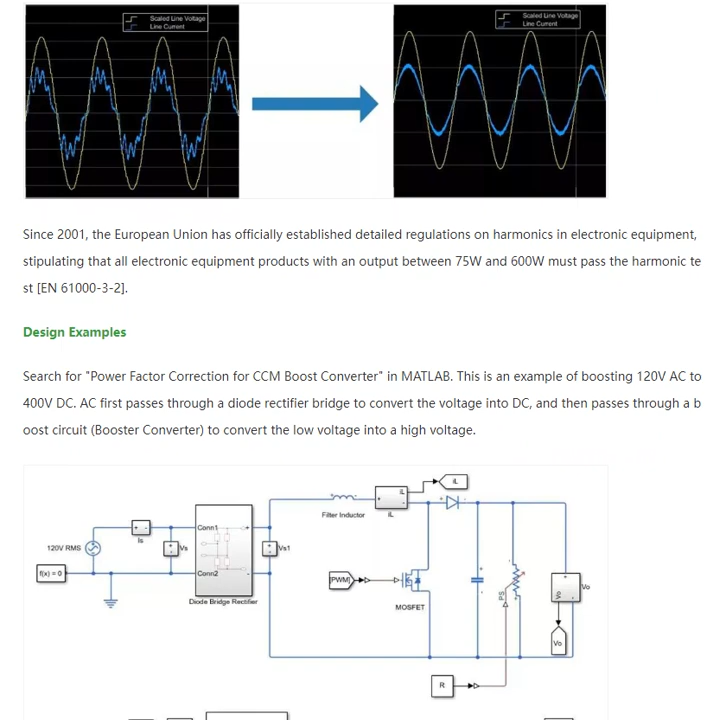 Scaled Line Voltage
Line Current
Scaled Line Voltage
Line Current
Since 2001, the European Union has officially established detailed regulations on harmonics in electronic equipment,
stipulating that all electronic equipment products with an output between 75W and 600W must pass the harmonic te
st [EN 61000-3-2].
Design Examples
Search for "Power Factor Correction for CCM Boost Converter" in MATLAB. This is an example of boosting 120V AC to
400V DC. AC first passes through a diode rectifier bridge to convert the voltage into DC, and then passes through a b
oost circuit (Booster Converter) to convert the low voltage into a high voltage.
iL
iL
Filter Inductor
iL
Conn1
120V RMS
Is
Vs
Vs1
f(x) = 0
Conn2
Diode Bridge Rectifier
[PWM]
MOSFET
PS
Vo
Vo
Vo
R